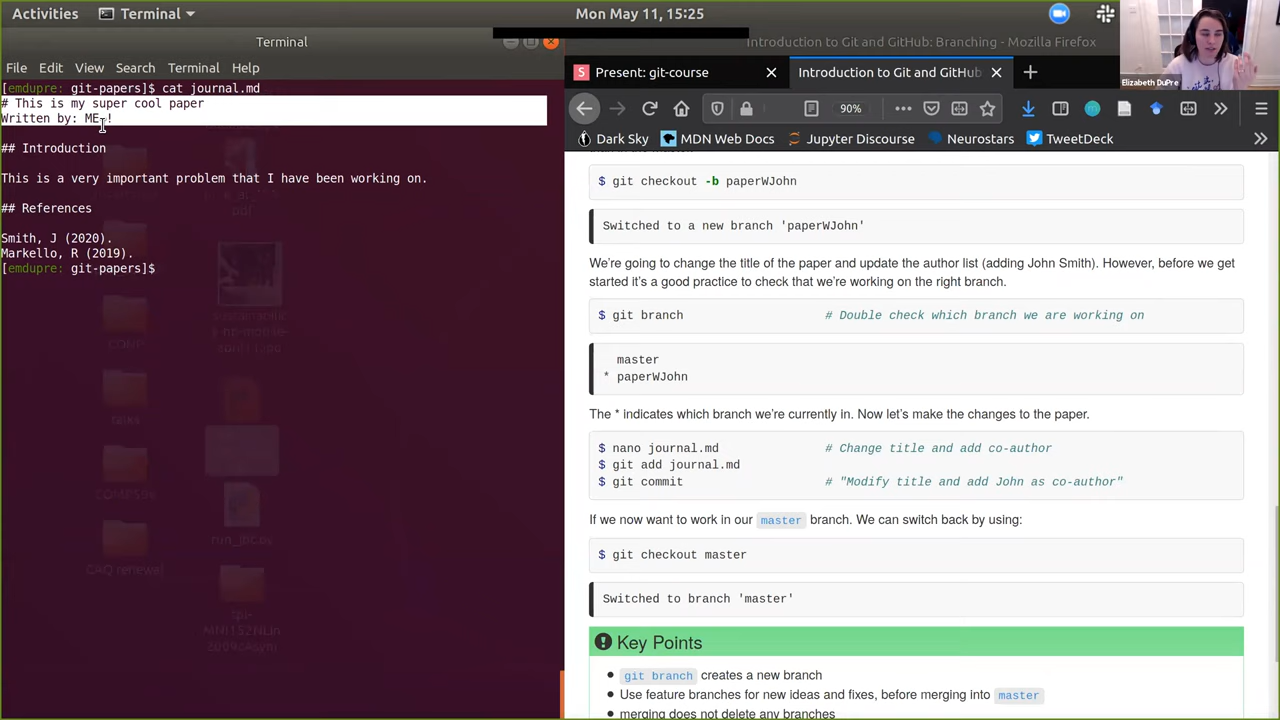 Activities
Terminal
Mon May 11, 15:25
Terminal
Introduction to Git and GitHub: Branching - Mozilla Firefox
Elizabeth DuPre
File Edit View Search Terminal Help
[emdupre: git-papers]$ cat journal.md
# This is my super cool paper
Written by: ME !
## Introduction
This is a very important problem that I have been working on.
## References
Smith, J (2020).
Markello, R (2019).
[emdupre: git-papers]$
pdf
talks
CAQ renewal
Present: git-course
Introduction to Git and GitHub
90%
Dark Sky MDN Web Docs Jupyter Discourse Neurostars TweetDeck
$ git checkout -b paperWJohn
Switched to a new branch 'paperWJohn'
We’re going to change the title of the paper and update the author list (adding John Smith). However, before we get
started it’s a good practice to check that we’re working on the right branch.
$ git branch # Double check which branch we are working on
master
* paperWJohn
The * indicates which branch we’re currently in. Now let’s make the changes to the paper.
$ nano journal.md # Change title and add co-author
$ git add journal.md
$ git commit # "Modify title and add John as co-author"
If we now want to work in our master branch. We can switch back by using:
$ git checkout master
Switched to branch 'master'
Key Points
git branch creates a new branch
Use feature branches for new ideas and fixes, before merging into master
merging does not delete any branches